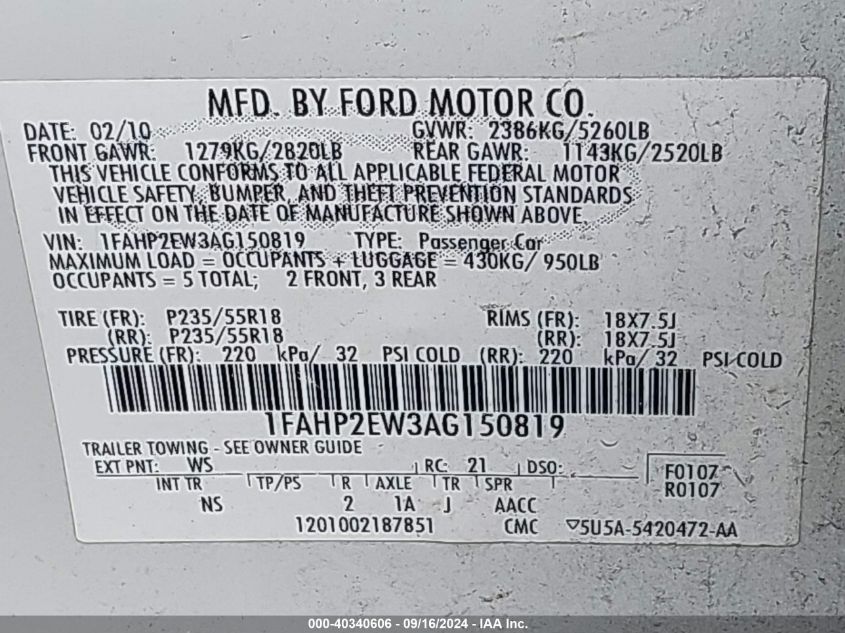 MFD. BY FORD MOTOR CO.
DATE: 02/10 GVWR: 2386KG/5260LB
FRONT GAWR: 1279KG/2820LB REAR GAWR: 1143KG/2520LB
THIS VEHICLE CONFORMS TO ALL APPLICABLE FEDERAL MOTOR
VEHICLE SAFETY, BUMPER, AND THEFT PREVENTION STANDARDS
IN EFFECT ON THE DATE OF MANUFACTURE SHOWN ABOVE.
VIN: 1FAHP2EW3AG150819 TYPE: Passenger Car
MAXIMUM LOAD = OCCUPANTS + LUGGAGE = 430KG/ 950LB
OCCUPANTS = 5 TOTAL; 2 FRONT, 3 REAR
TIRE (FR): P235/55R18 RIMS (FR): 18X7.5J
(RR): P235/55R18 (RR): 18X7.5J
PRESSURE (FR): 220 kPa/ 32 PSI COLD (RR): 220 kPa/ 32 PSI COLD
1FAHP2EW3AG150819
TRAILER TOWING - SEE OWNER GUIDE
EXT PNT: WS RC: 21 DSO:
F0107
INT TR TP/PS R AXLE TR SPR
R0107
NS 2 1A J AACC
1201002187851 CMC ▽5U5A-5420472-AA
000-40340606 - 09/16/2024 - IAA Inc.